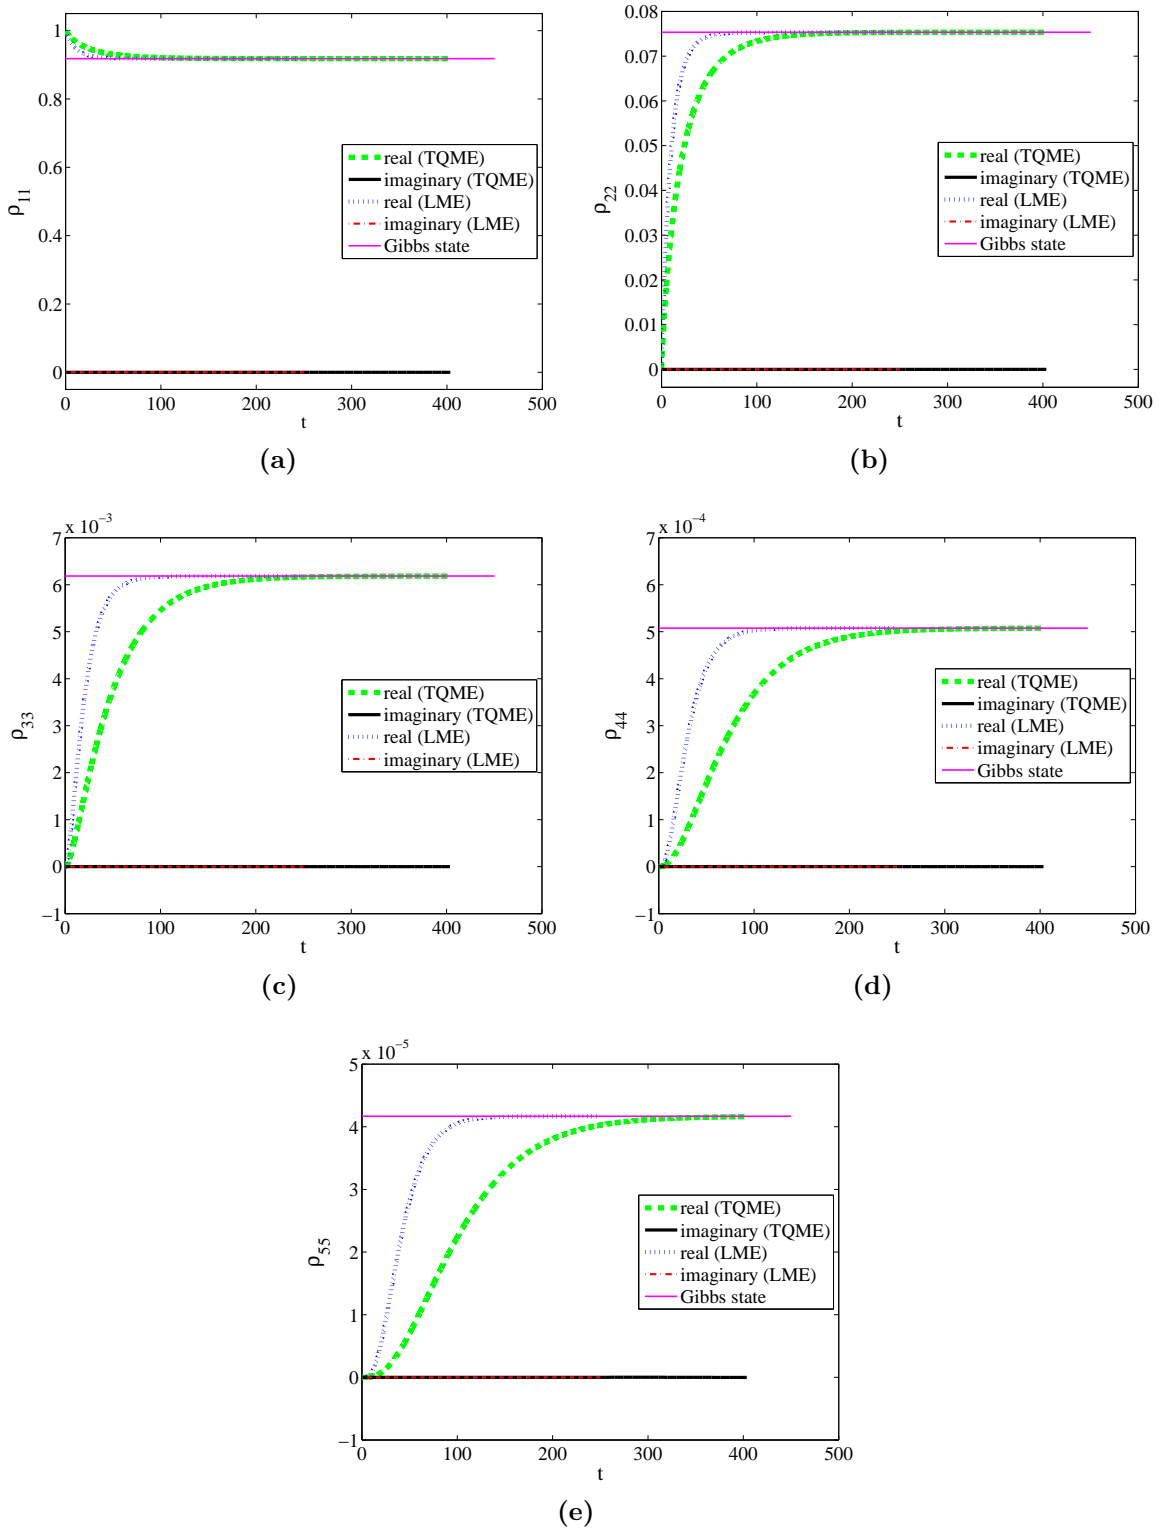 1
0.8
0.6
0.4
0.2
0
ρ11
0
100
200
300
400
500
t
real (TQME)
imaginary (TQME)
real (LME)
imaginary (LME)
Gibbs state
(a)
0.08
0.07
0.06
0.05
0.04
0.03
0.02
0.01
0
ρ22
0
100
200
300
400
500
t
real (TQME)
imaginary (TQME)
real (LME)
imaginary (LME)
Gibbs state
(b)
x 10−3
7
6
5
4
3
2
1
0
−1
ρ33
0
100
200
300
400
500
t
real (TQME)
imaginary (TQME)
real (LME)
imaginary (LME)
(c)
x 10−4
7
6
5
4
3
2
1
0
−1
ρ44
0
100
200
300
400
500
t
real (TQME)
imaginary (TQME)
real (LME)
imaginary (LME)
Gibbs state
(d)
x 10−5
5
4
3
2
1
0
−1
ρ55
0
100
200
300
400
500
t
real (TQME)
imaginary (TQME)
real (LME)
imaginary (LME)
Gibbs state
(e)